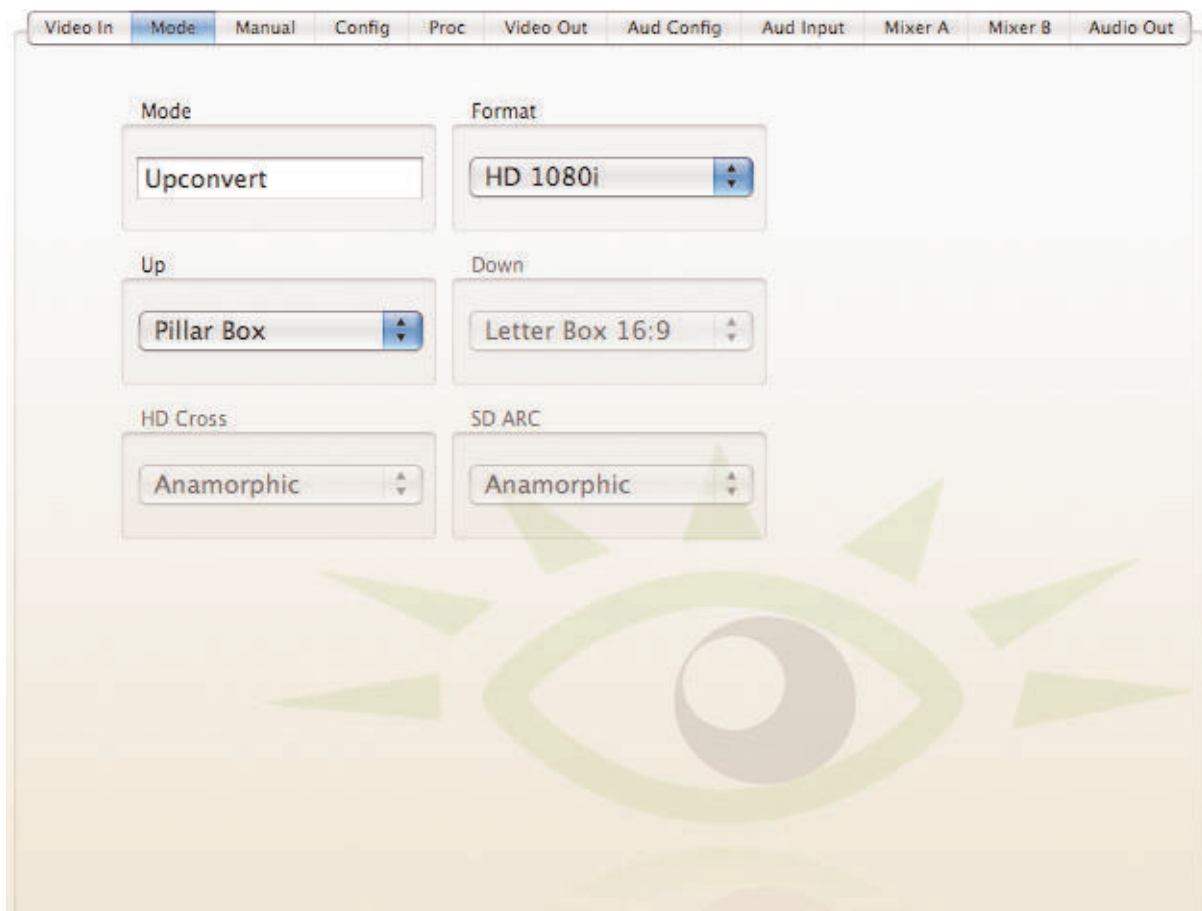 Video In Mode Manual Config Proc Video Out Aud Config Aud Input Mixer A Mixer B Audio Out
Mode Format
Upconvert HD 1080i
Up Down
Pillar Box Letter Box 16:9
HD Cross SD ARC
Anamorphic Anamorphic